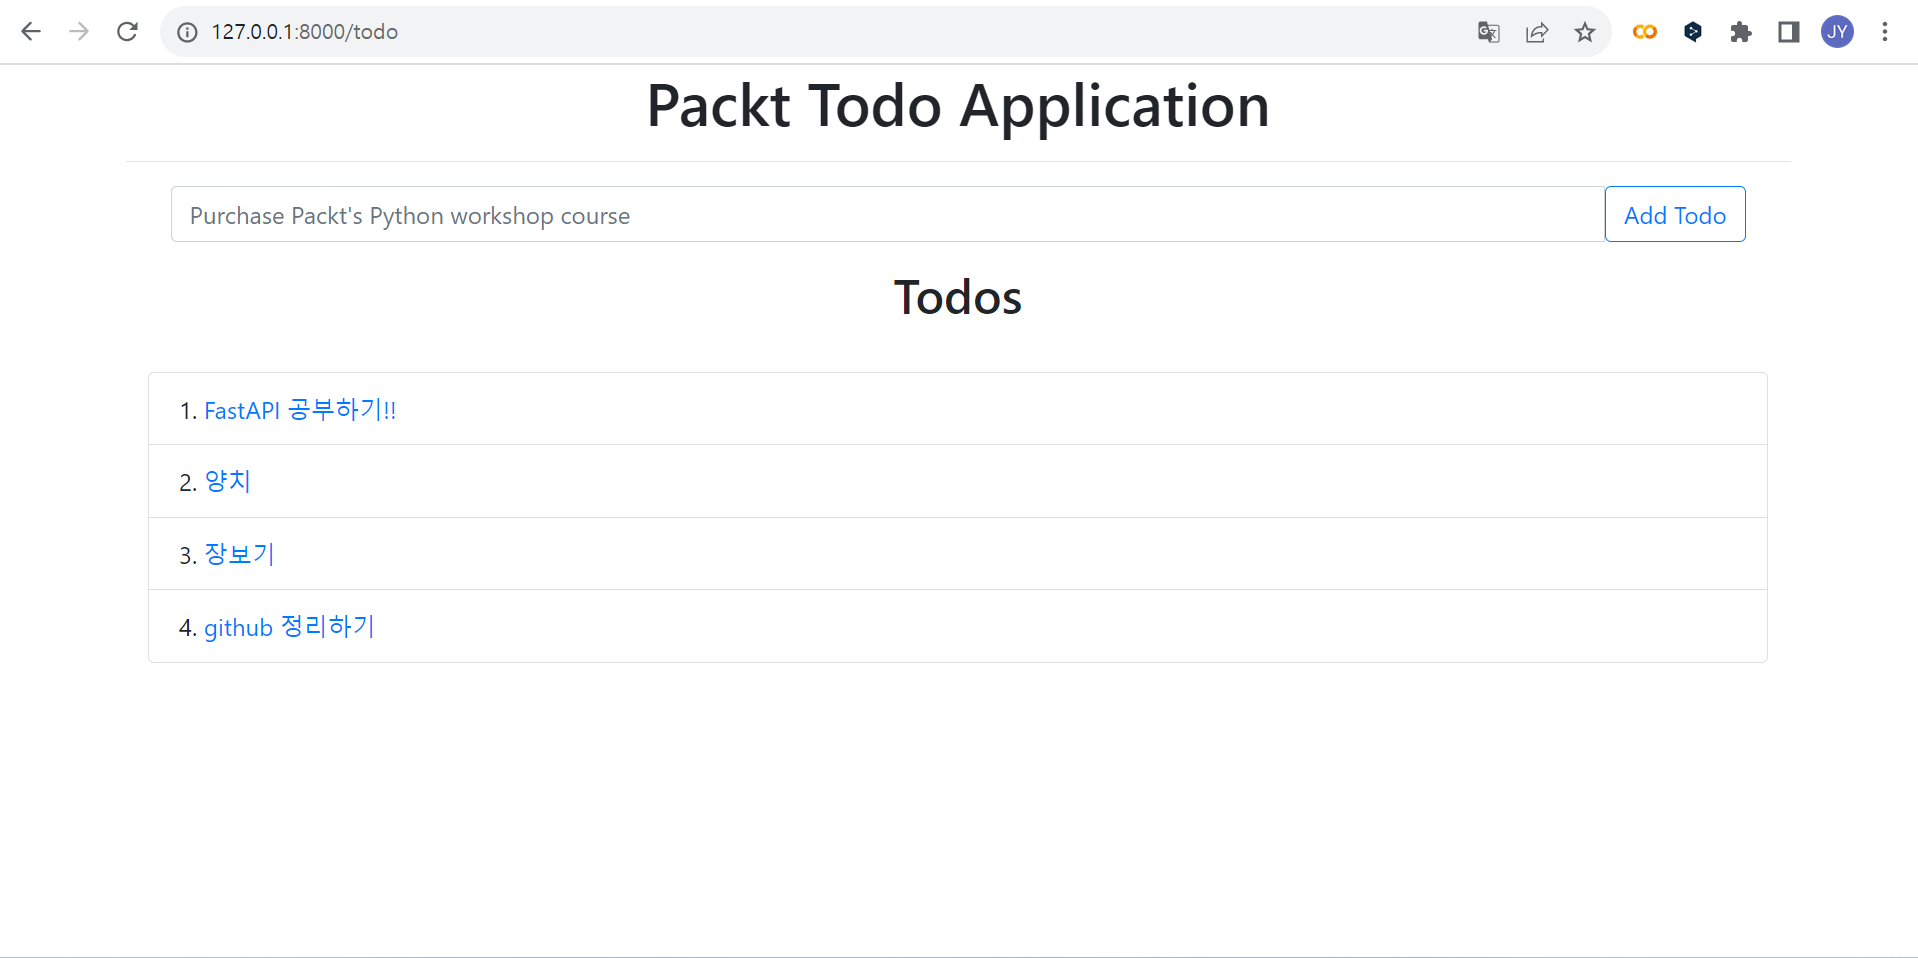 127.0.0.1:8000/todo
JY
Packt Todo Application
Purchase Packt's Python workshop course
Add Todo
Todos
1. FastAPI 공부하기!!
2. 양치
3. 장보기
4. github 정리하기